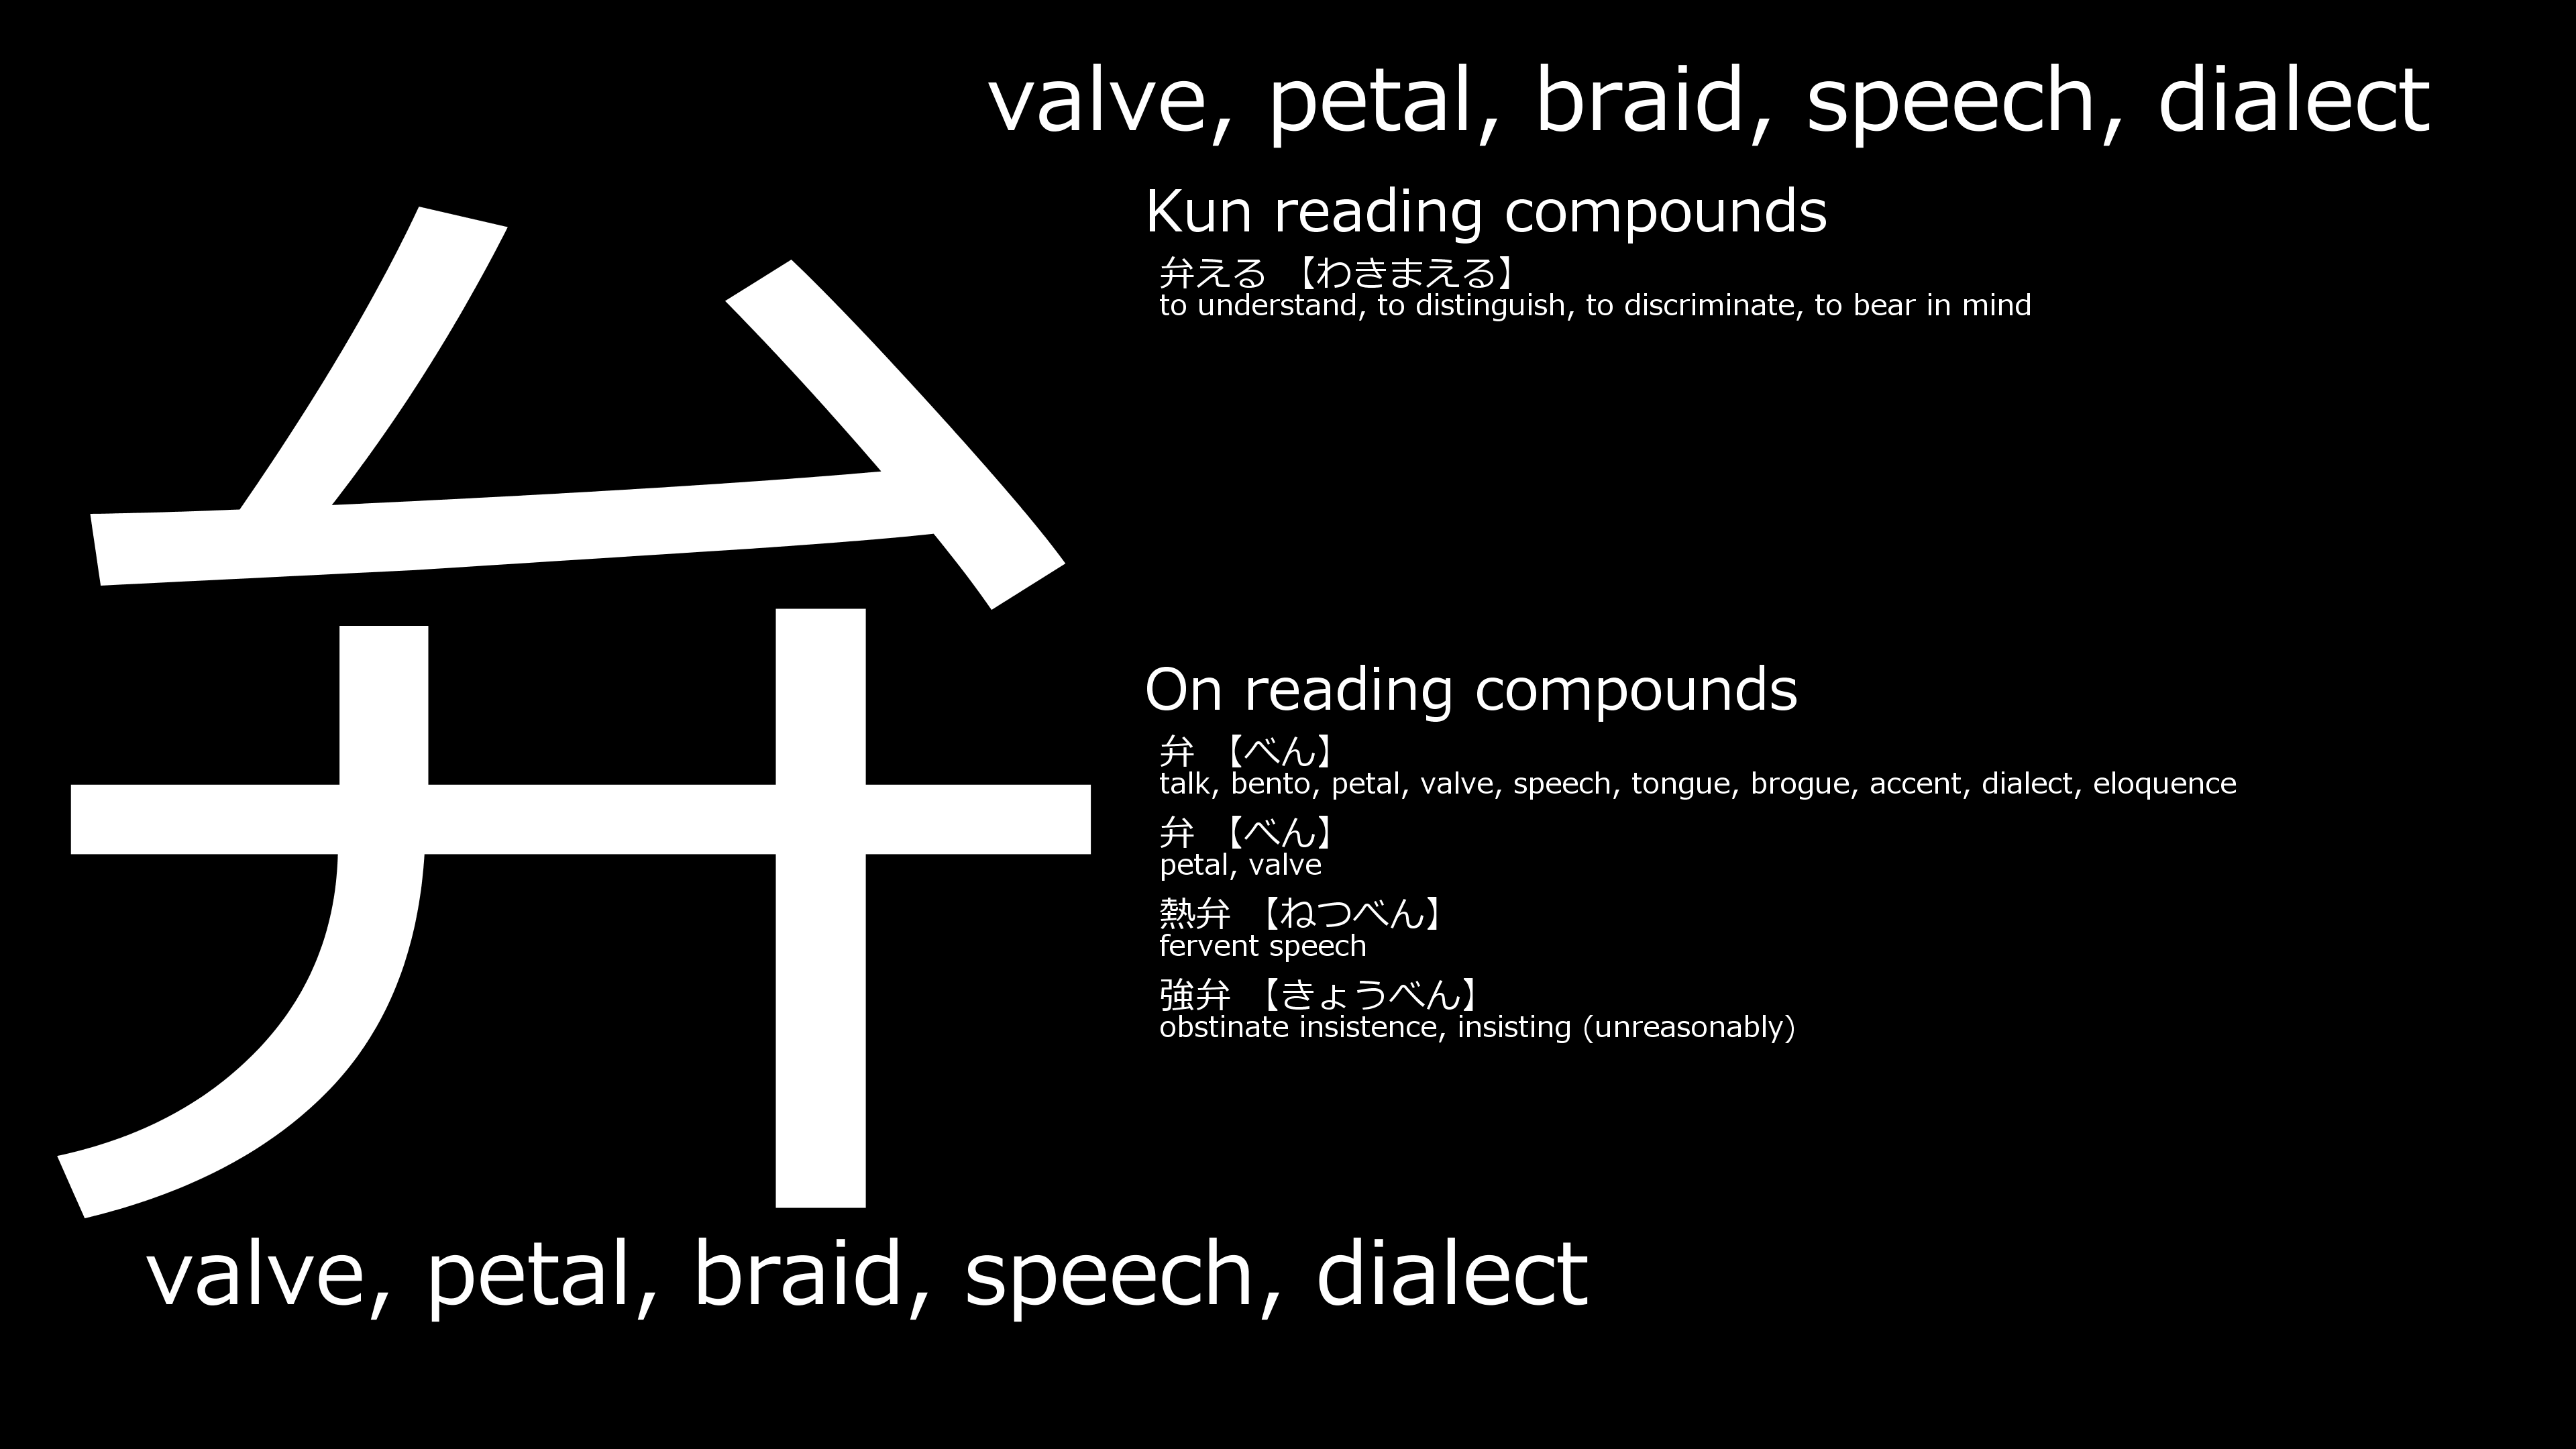 valve, petal, braid, speech, dialect
弁
Kun reading compounds
弁える 【わきまえる】
to understand, to distinguish, to discriminate, to bear in mind
On reading compounds
弁 【べん】
talk, bento, petal, valve, speech, tongue, brogue, accent, dialect, eloquence
弁 【べん】
petal, valve
熱弁 【ねつべん】
fervent speech
強弁 【きょうべん】
obstinate insistence, insisting (unreasonably)
valve, petal, braid, speech, dialect